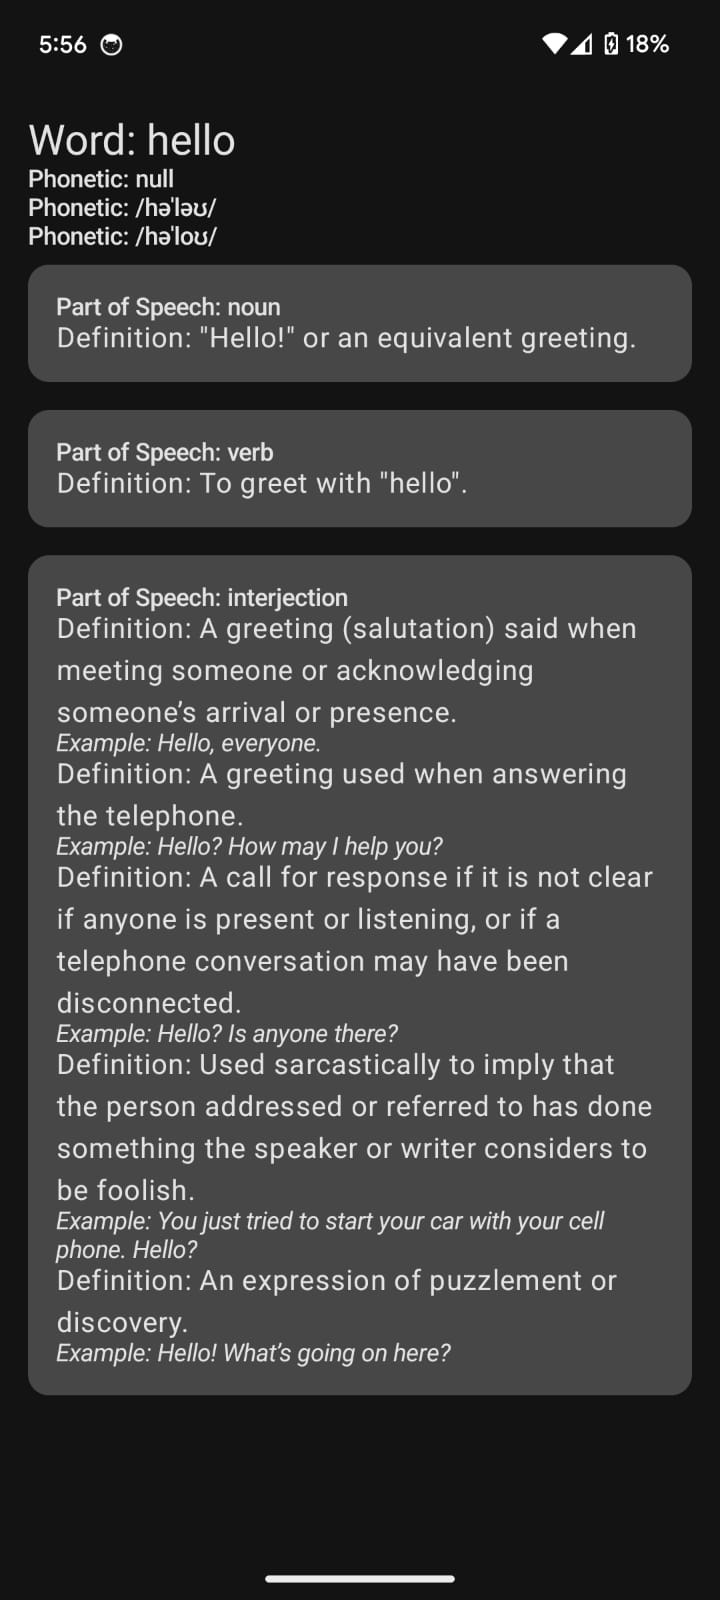 5:56
18%
Word: hello
Phonetic: null
Phonetic: /həˈləʊ/
Phonetic: /həˈloʊ/
Part of Speech: noun
Definition: "Hello!" or an equivalent greeting.
Part of Speech: verb
Definition: To greet with "hello".
Part of Speech: interjection
Definition: A greeting (salutation) said when
meeting someone or acknowledging
someone’s arrival or presence.
Example: Hello, everyone.
Definition: A greeting used when answering
the telephone.
Example: Hello? How may I help you?
Definition: A call for response if it is not clear
if anyone is present or listening, or if a
telephone conversation may have been
disconnected.
Example: Hello? Is anyone there?
Definition: Used sarcastically to imply that
the person addressed or referred to has done
something the speaker or writer considers to
be foolish.
Example: You just tried to start your car with your cell
phone. Hello?
Definition: An expression of puzzlement or
discovery.
Example: Hello! What’s going on here?